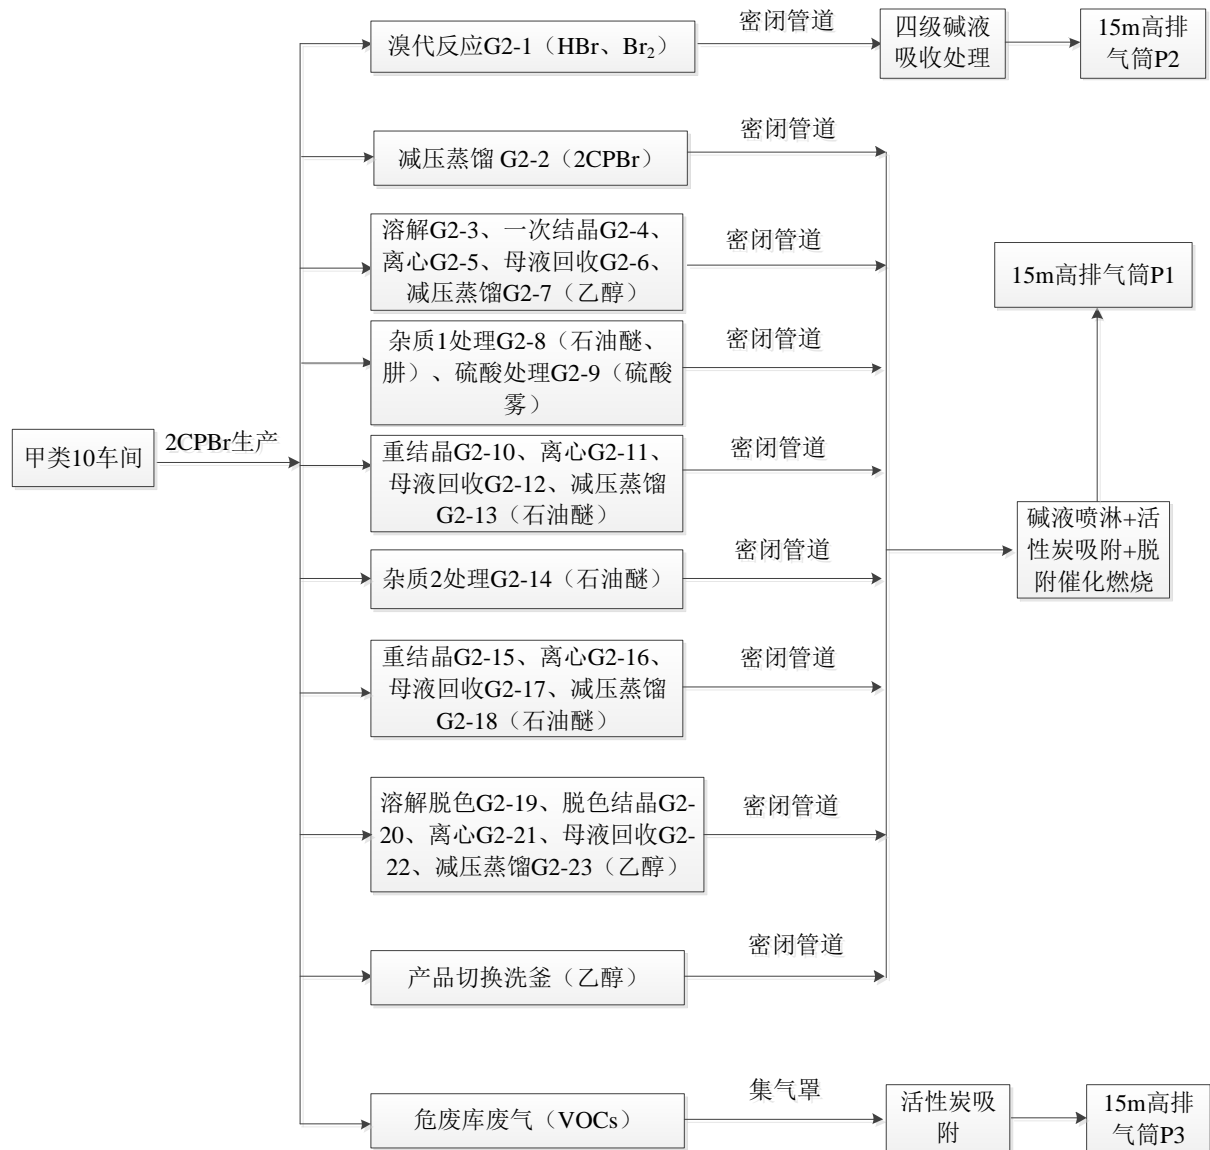 溴代反应G2-1（HBr、Br₂）
密闭管道
四级碱液
吸收处理
15m高排
气筒P2
减压蒸馏 G2-2（2CPBr）
密闭管道
溶解G2-3、一次结晶G2-4、
离心G2-5、母液回收G2-6、
减压蒸馏G2-7（乙醇）
密闭管道
15m高排气筒P1
杂质1处理G2-8（石油醚、
肼）、硫酸处理G2-9（硫酸
雾）
密闭管道
甲类10车间
2CPBr生产
重结晶G2-10、离心G2-11、
母液回收G2-12、减压蒸馏
G2-13（石油醚）
密闭管道
碱液喷淋+活
性炭吸附+脱
附催化燃烧
杂质2处理G2-14（石油醚）
密闭管道
重结晶G2-15、离心G2-16、
母液回收G2-17、减压蒸馏
G2-18（石油醚）
密闭管道
溶解脱色G2-19、脱色结晶G2-
20、离心G2-21、母液回收G2-
22、减压蒸馏G2-23（乙醇）
密闭管道
产品切换洗釜（乙醇）
密闭管道
危废库废气（VOCs）
集气罩
活性炭吸
附
15m高排
气筒P3